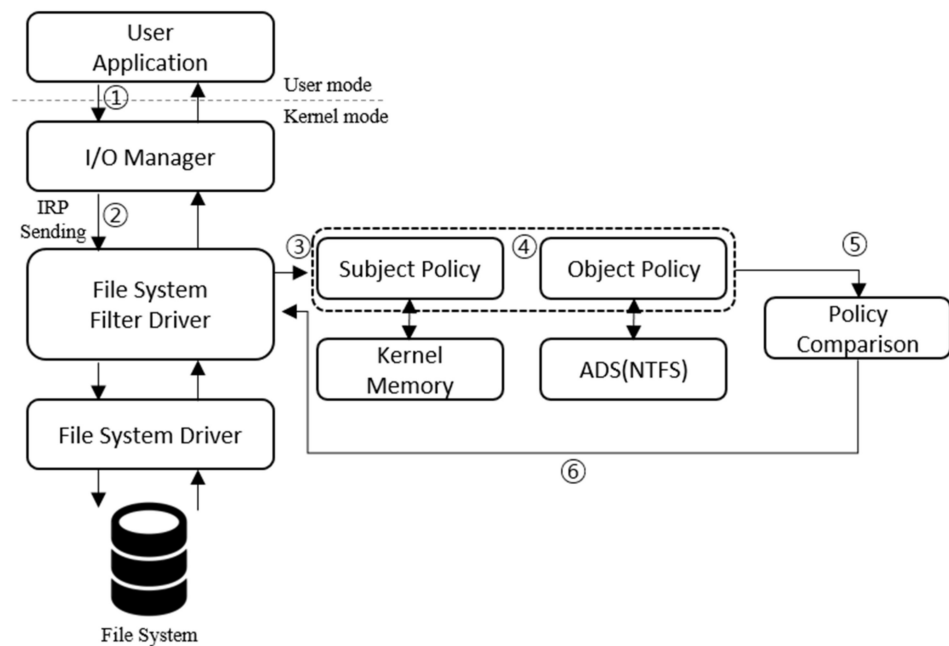 User
Application
①
User mode
Kernel mode
I/O Manager
IRP
Sending
②
File System
Filter Driver
③
Subject Policy
④
Object Policy
⑤
Kernel
Memory
ADS(NTFS)
Policy
Comparison
File System Driver
⑥
File System